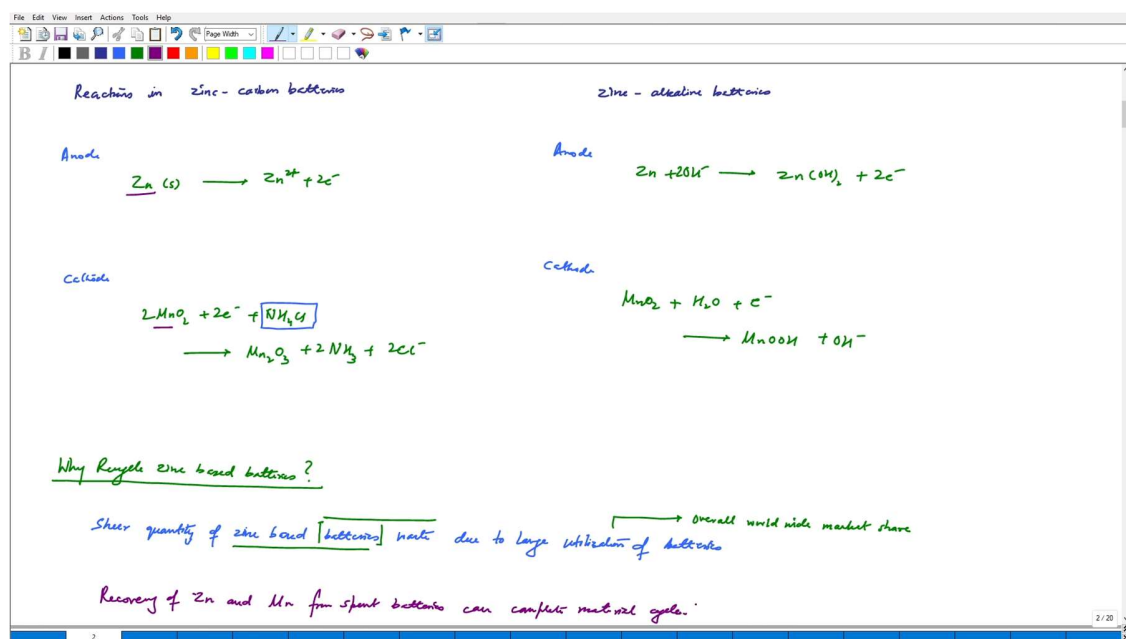 File Edit View Insert Actions Tools Help
Page Width
B I
Reactions in zinc-carbon batteries
zinc-alkaline batteries
Anode
Zn (s) ⟶ Zn²⁺ + 2e⁻
Anode
Zn + 2OH⁻ ⟶ Zn(OH)₂ + 2e⁻
Cathode
2MnO₂ + 2e⁻ + NH₄Cl
⟶ Mn₂O₃ + 2NH₃ + 2Cl⁻
Cathode
MnO₂ + H₂O + e⁻
⟶ MnOOH + OH⁻
Why Recycle zinc based batteries?
→ overall world wide market share
Sheer quantity of zinc based [batteries] waste due to large utilization of batteries
Recovery of Zn and Mn from spent batteries can complete material cycle.
2 / 20
2